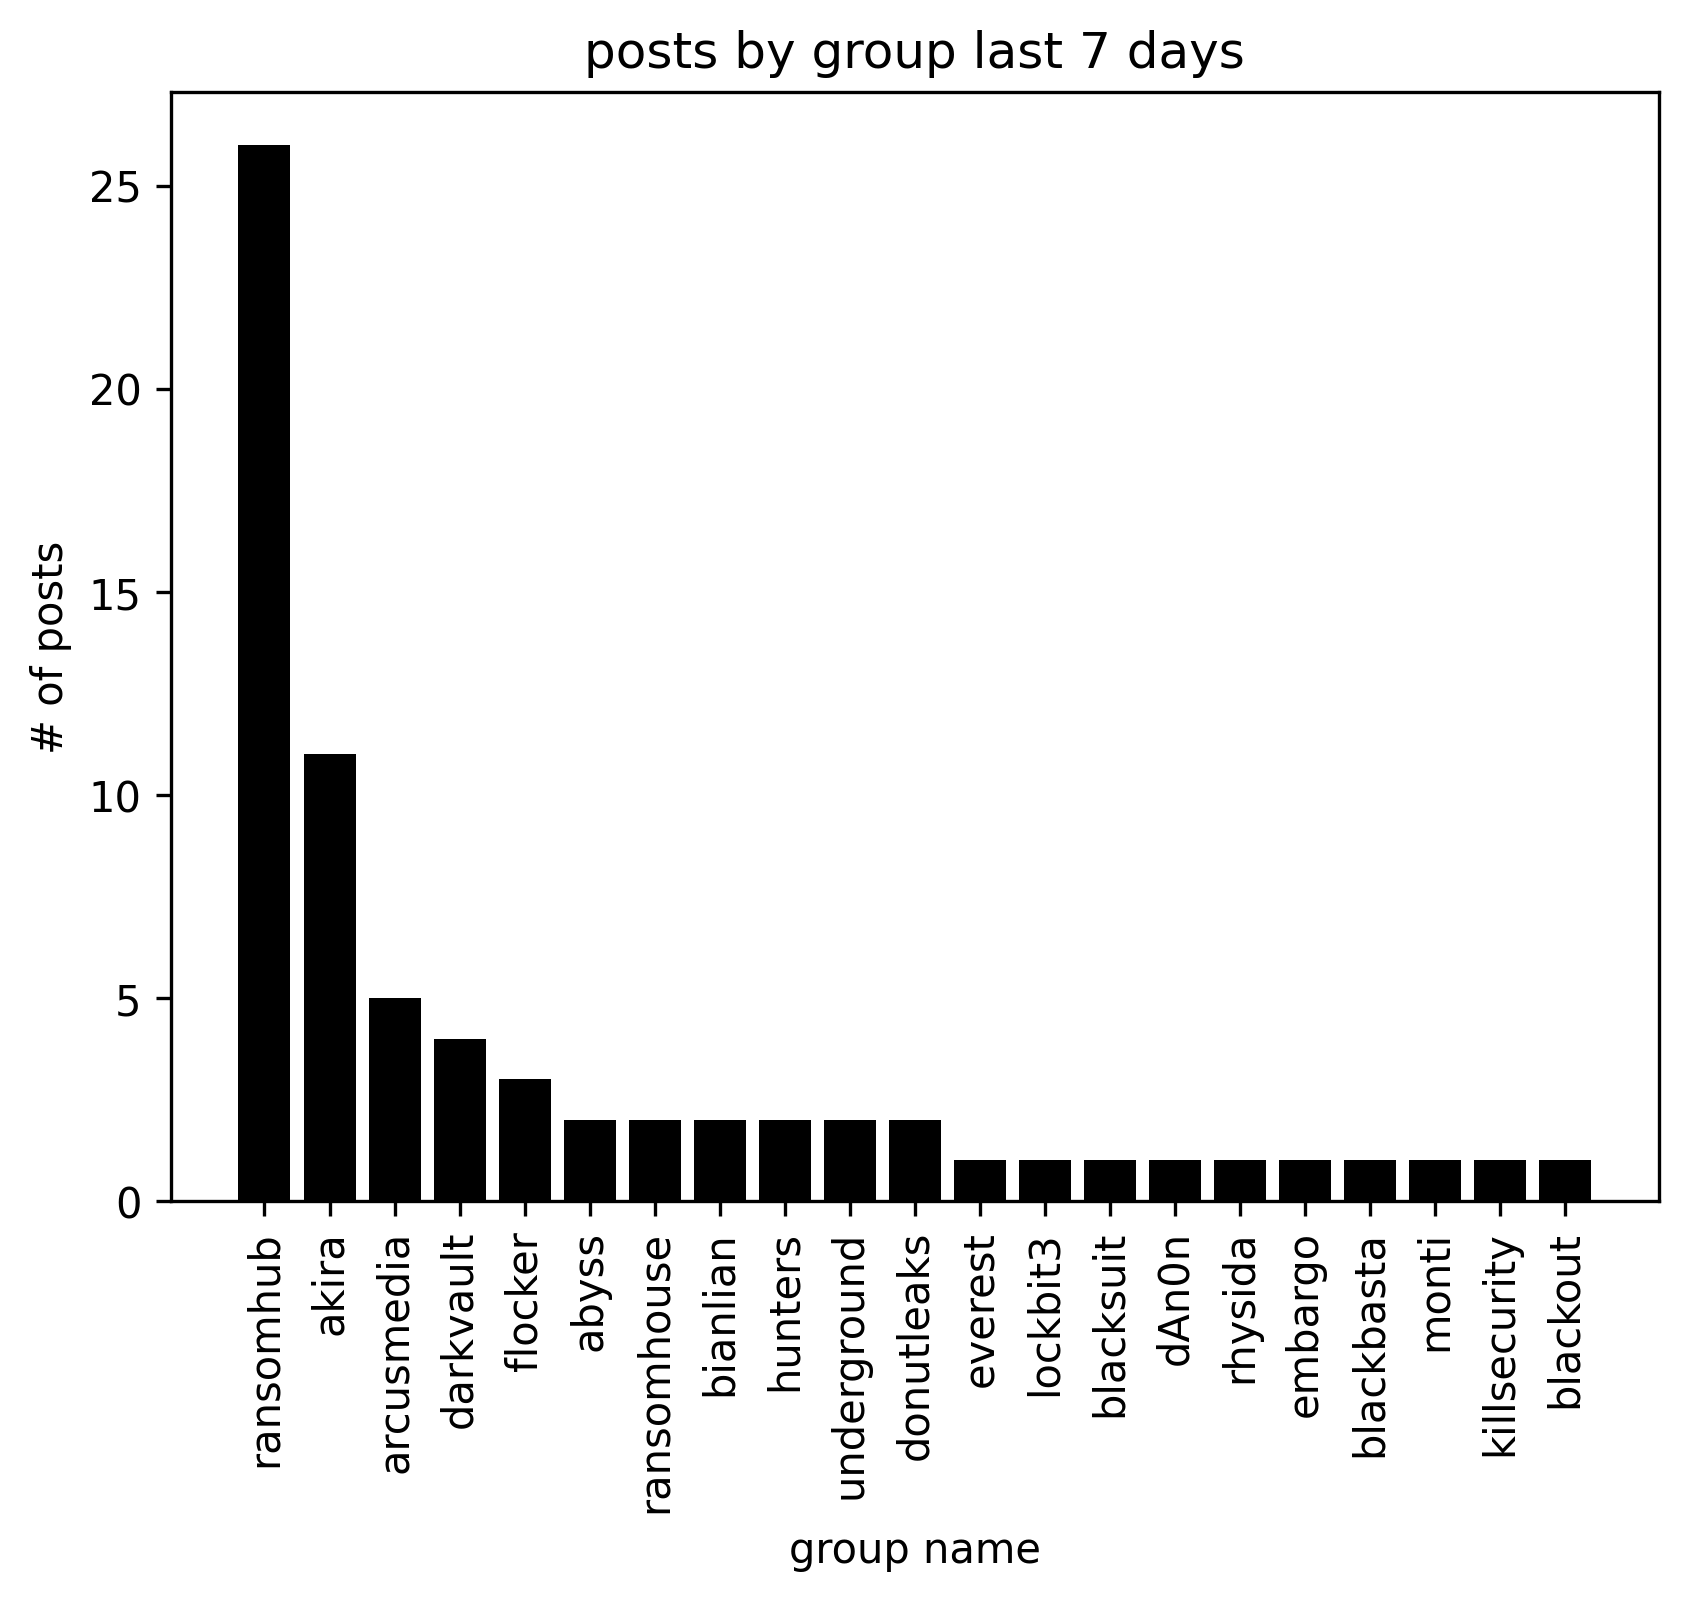 posts by group last 7 days
# of posts
25
20
15
10
5
0
ransomhub
akira
arcusmedia
darkvault
flocker
abyss
ransomhouse
bianlian
hunters
underground
donutleaks
everest
lockbit3
blacksuit
dAn0n
rhysida
embargo
blackbasta
monti
killsecurity
blackout
group name